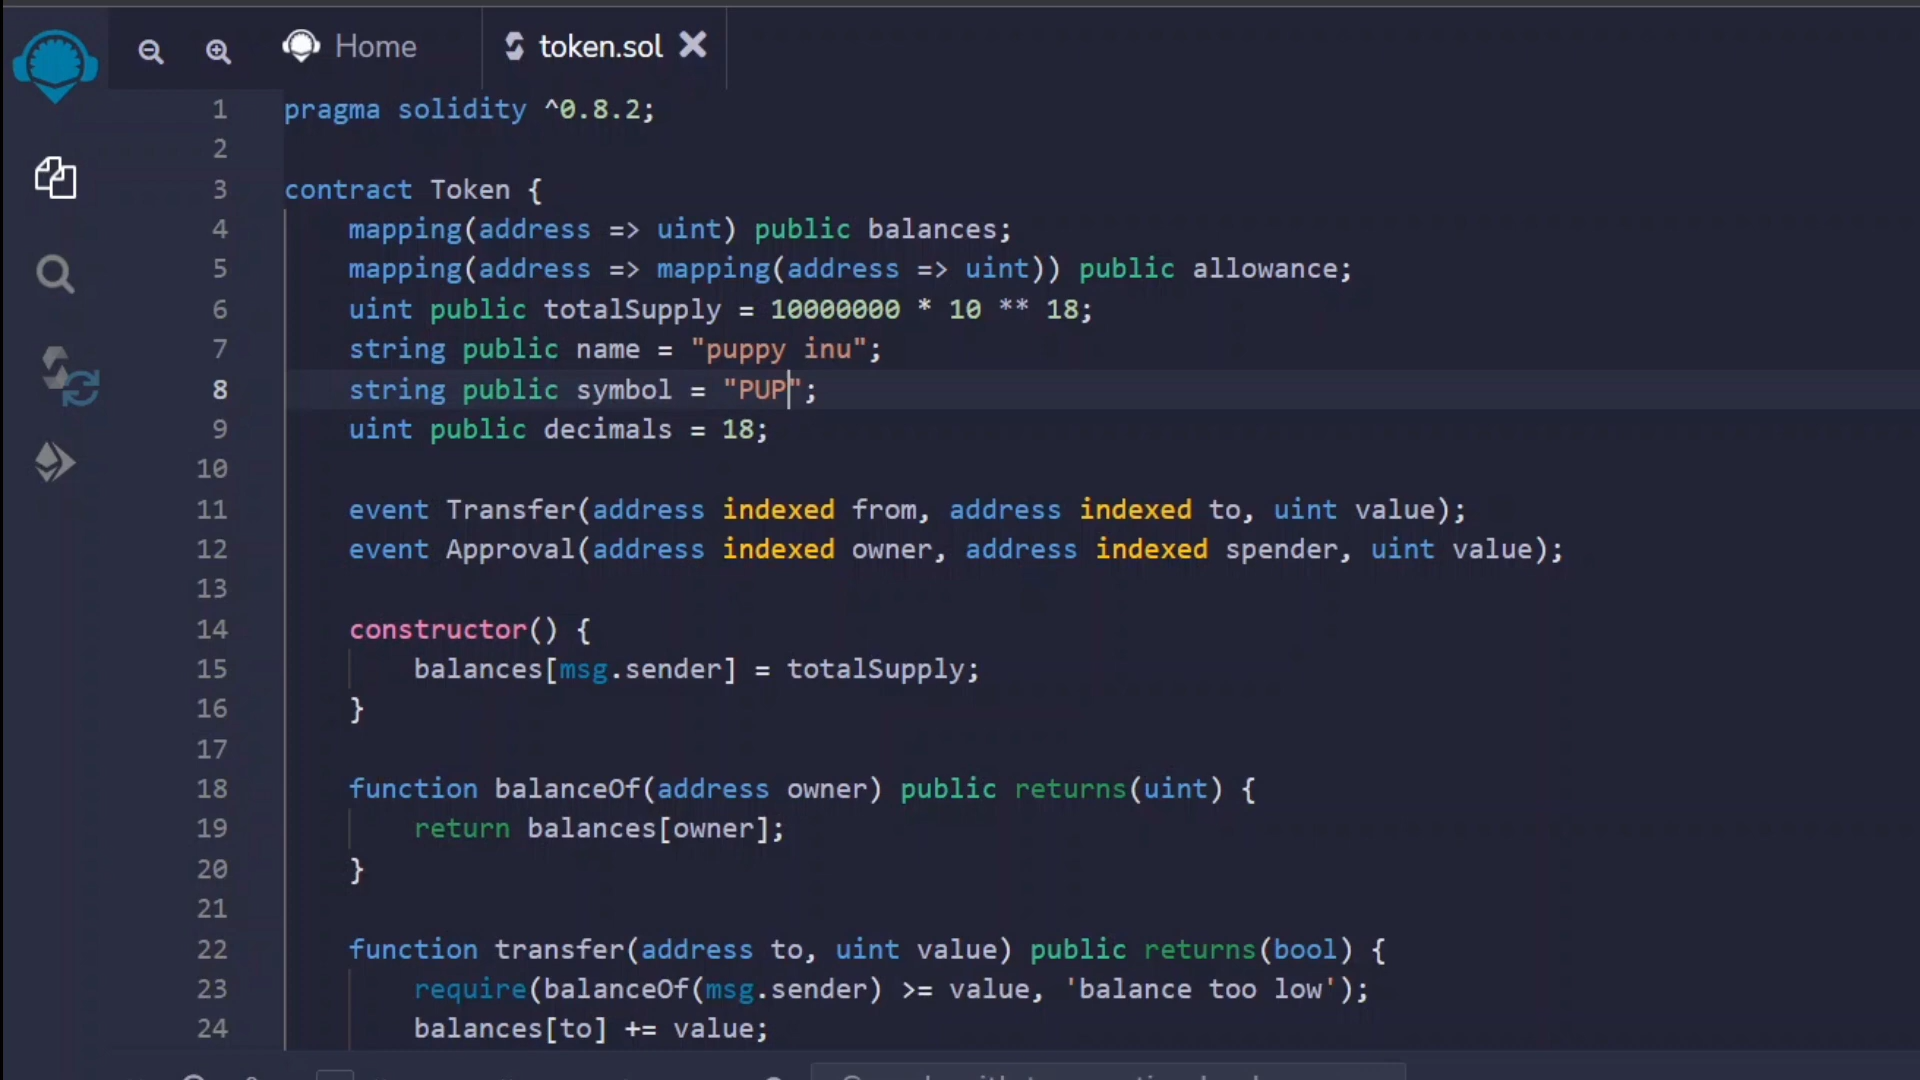 Home token.sol
1 pragma solidity ^0.8.2;
2
3 contract Token {
4 mapping(address => uint) public balances;
5 mapping(address => mapping(address => uint)) public allowance;
6 uint public totalSupply = 10000000 * 10 ** 18;
7 string public name = "puppy inu";
8 string public symbol = "PUP";
9 uint public decimals = 18;
10
11 event Transfer(address indexed from, address indexed to, uint value);
12 event Approval(address indexed owner, address indexed spender, uint value);
13
14 constructor() {
15 balances[msg.sender] = totalSupply;
16 }
17
18 function balanceOf(address owner) public returns(uint) {
19 return balances[owner];
20 }
21
22 function transfer(address to, uint value) public returns(bool) {
23 require(balanceOf(msg.sender) >= value, 'balance too low');
24 balances[to] += value;